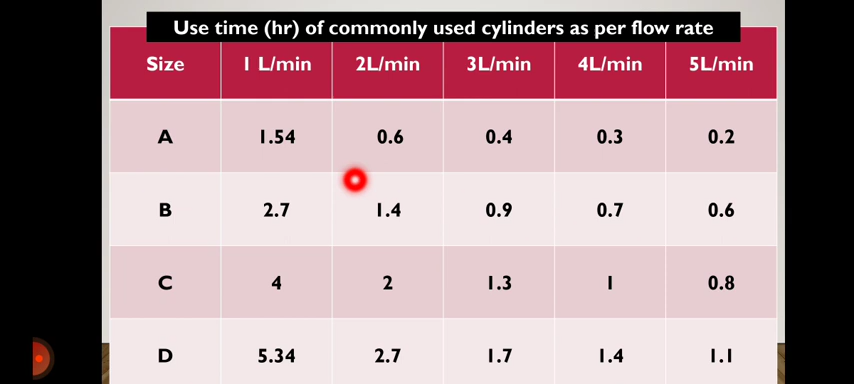 Use time (hr) of commonly used cylinders as per flow rate
Size 1 L/min 2L/min 3L/min 4L/min 5L/min
A 1.54 0.6 0.4 0.3 0.2
B 2.7 1.4 0.9 0.7 0.6
C 4 2 1.3 1 0.8
D 5.34 2.7 1.7 1.4 1.1